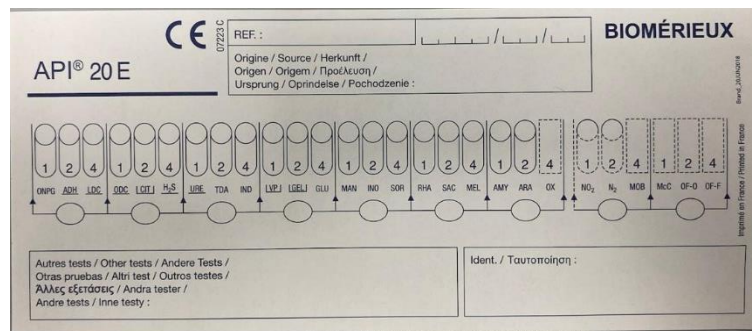 CE
07223 C
REF. :
/ /
BIOMÉRIEUX
API® 20 E
Origine / Source / Herkunft /
Origen / Origem / Προέλευση /
Ursprung / Oprindelse / Pochodzenie :
Brand_20JUN2018
1 2 4 1 2 4 1 2 4 1 2 4 1 2 4 1 2 4 1 2 4 1 2 4 1 2 4
ONPG ADH LDC ODC |CIT| H₂S URE TDA IND |VP| |GEL| GLU MAN INO SOR RHA SAC MEL AMY ARA OX NO₂ N₂ MOB McC OF-O OF-F
Imprimé en France / Printed in France
Autres tests / Other tests / Andere Tests /
Otras pruebas / Altri test / Outros testes /
Άλλες εξετάσεις / Andra tester /
Andre tests / Inne testy :
Ident. / Ταυτοποίηση :